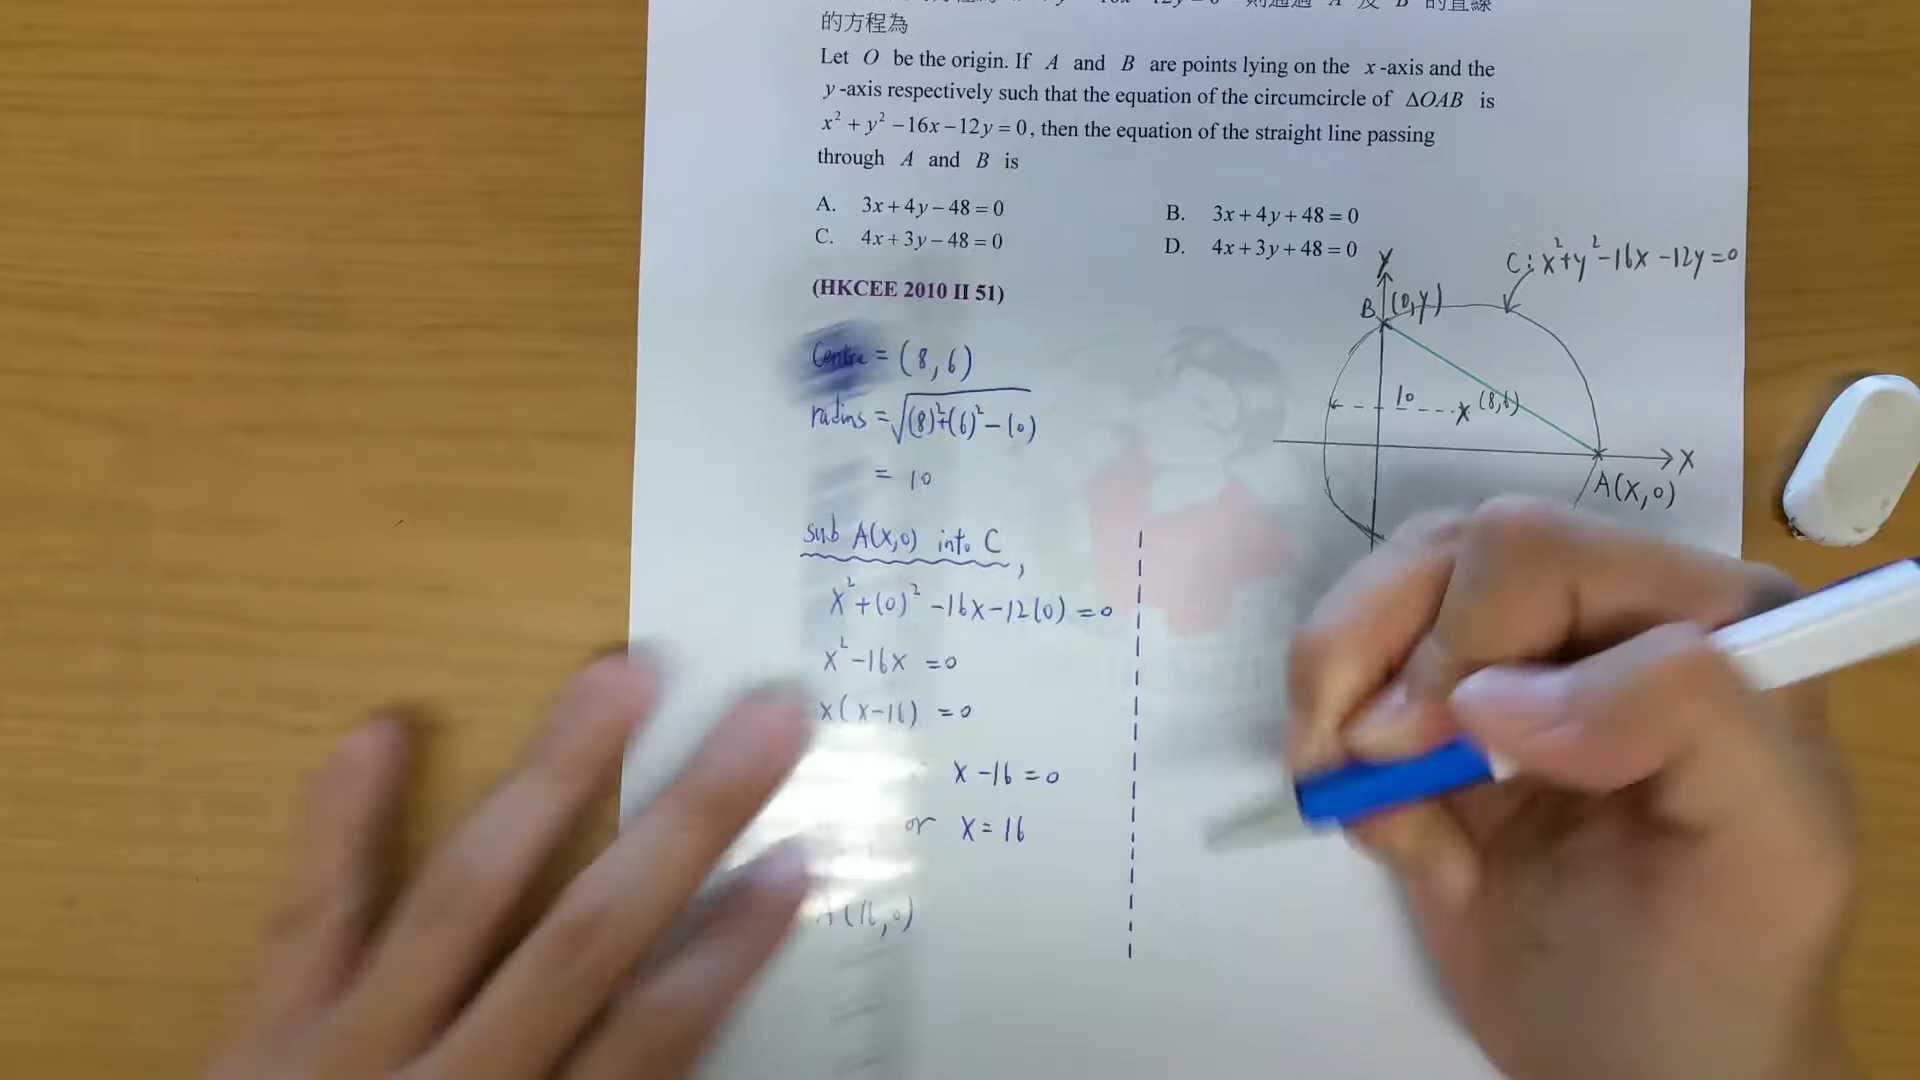 的直線
的方程為
Let O be the origin. If A and B are points lying on the x-axis and the
y-axis respectively such that the equation of the circumcircle of ΔOAB is
x² + y² − 16x − 12y = 0, then the equation of the straight line passing
through A and B is
A. 3x + 4y − 48 = 0
B. 3x + 4y + 48 = 0
C. 4x + 3y − 48 = 0
D. 4x + 3y + 48 = 0
(HKCEE 2010 II 51)
C: x²+y²-16x-12y=0
Y
B (0,y)
10
(8,6)
X
A(x,0)
Centre = (8,6)
radius = √(8)²+(6)²-(0)
= 10
sub A(x,0) into C,
x²+(0)²-16x-12(0)=0
x²-16x =0
x(x-16) =0
x-16=0
or x=16
A(16,0)